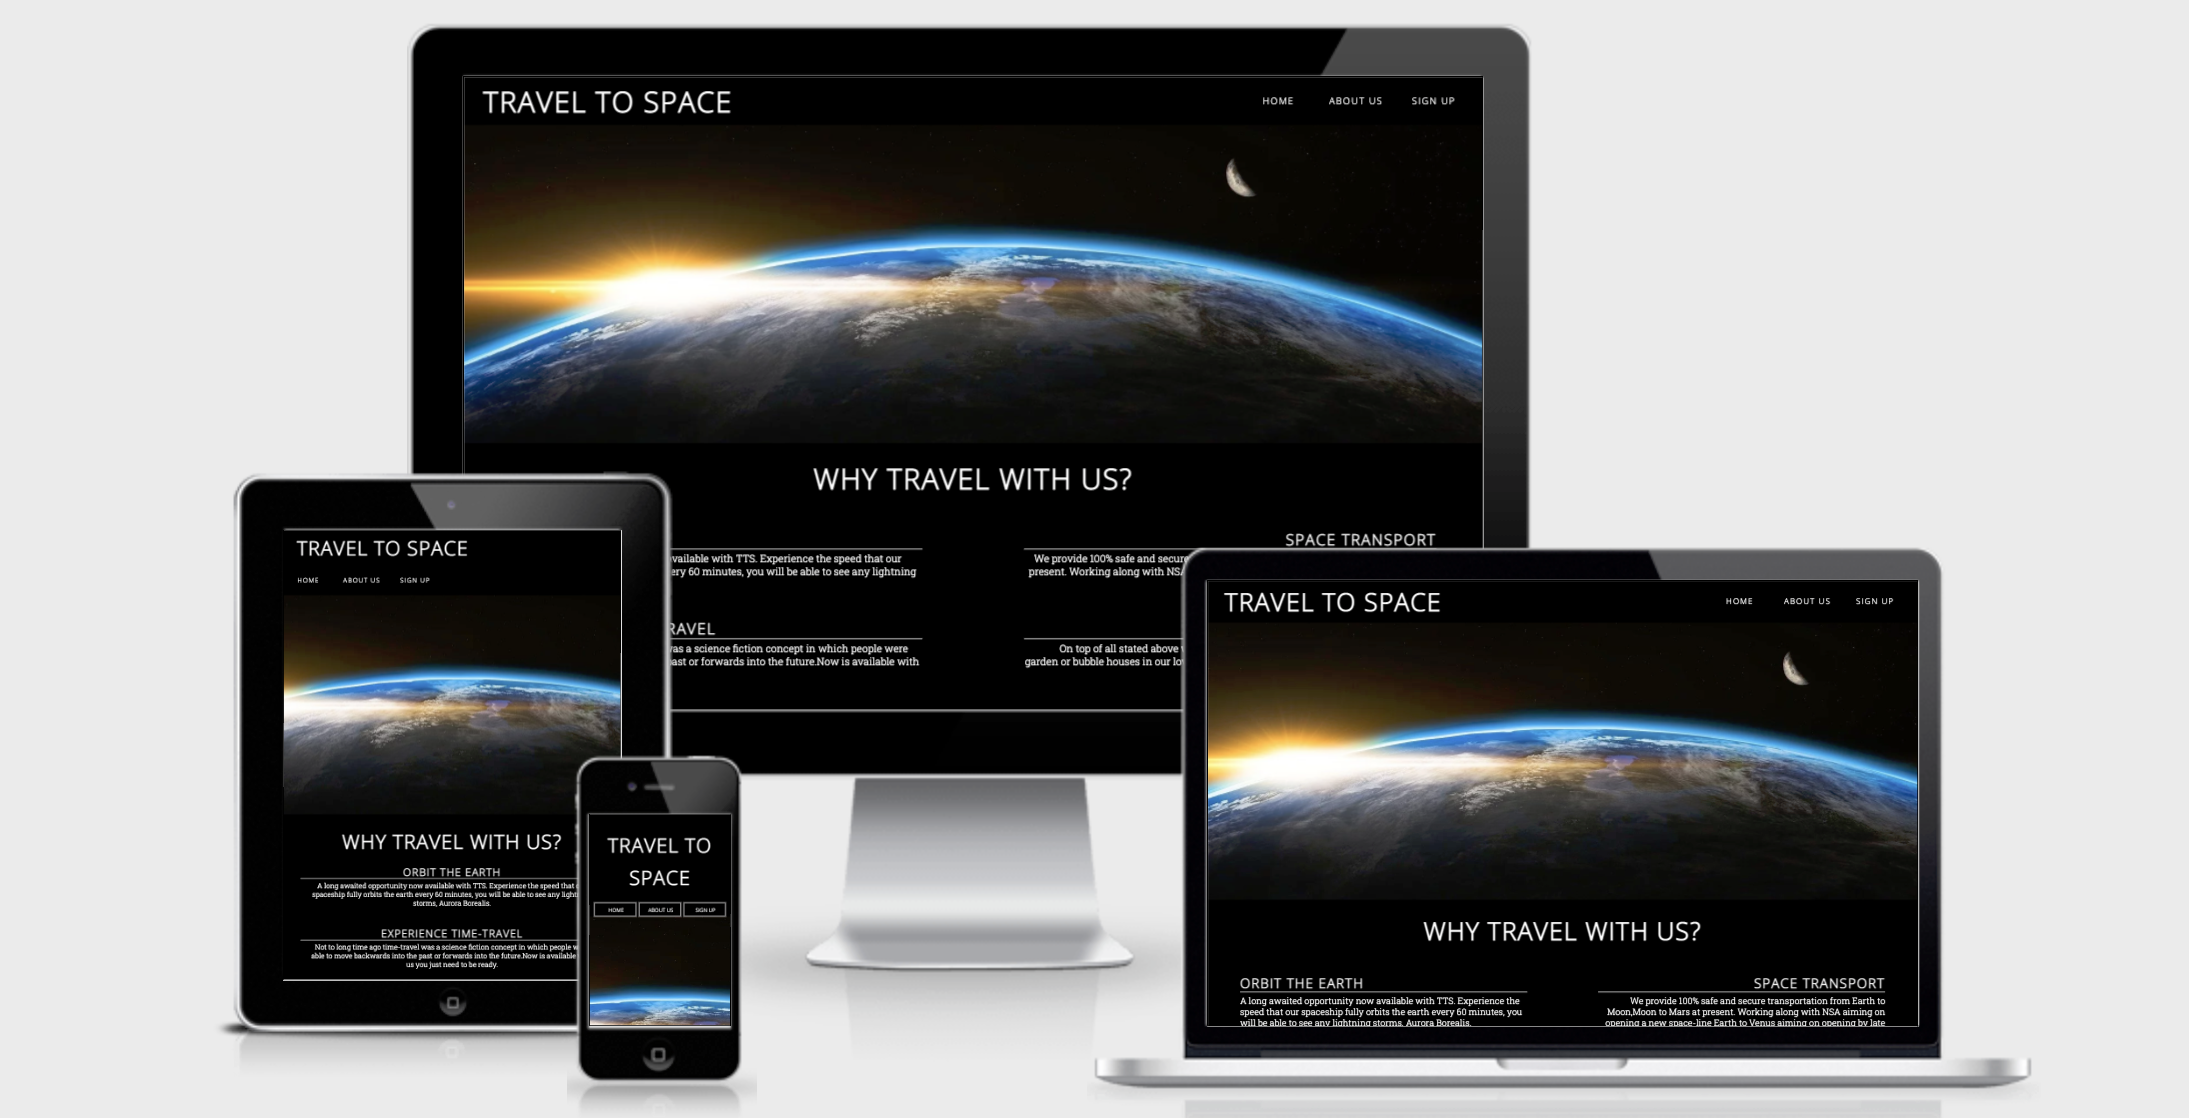 TRAVEL TO SPACE
HOME ABOUT US SIGN UP
WHY TRAVEL WITH US?
SPACE TRANSPORT
vailable with TTS. Experience the speed that our
ery 60 minutes, you will be able to see any lightning
We provide 100% safe and secure
present. Working along with NSA
RAVEL
was a science fiction concept in which people were
ast or forwards into the future.Now is available with
On top of all stated above
garden or bubble houses in our lo
TRAVEL TO SPACE
HOME ABOUT US SIGN UP
WHY TRAVEL WITH US?
ORBIT THE EARTH
A long awaited opportunity now available with TTS. Experience the speed that
spaceship fully orbits the earth every 60 minutes, you will be able to see any lightn
storms, Aurora Borealis.
EXPERIENCE TIME-TRAVEL
Not to long time ago time-travel was a science fiction concept in which people w
able to move backwards into the past or forwards into the future.Now is available
us you just need to be ready.
TRAVEL TO
SPACE
HOME ABOUT US SIGN UP
TRAVEL TO SPACE
HOME ABOUT US SIGN UP
WHY TRAVEL WITH US?
ORBIT THE EARTH
A long awaited opportunity now available with TTS. Experience the
speed that our spaceship fully orbits the earth every 60 minutes, you
will be able to see any lightning storms, Aurora Borealis.
SPACE TRANSPORT
We provide 100% safe and secure transportation from Earth to
Moon,Moon to Mars at present. Working along with NSA aiming on
opening a new space-line Earth to Venus aiming on opening by late